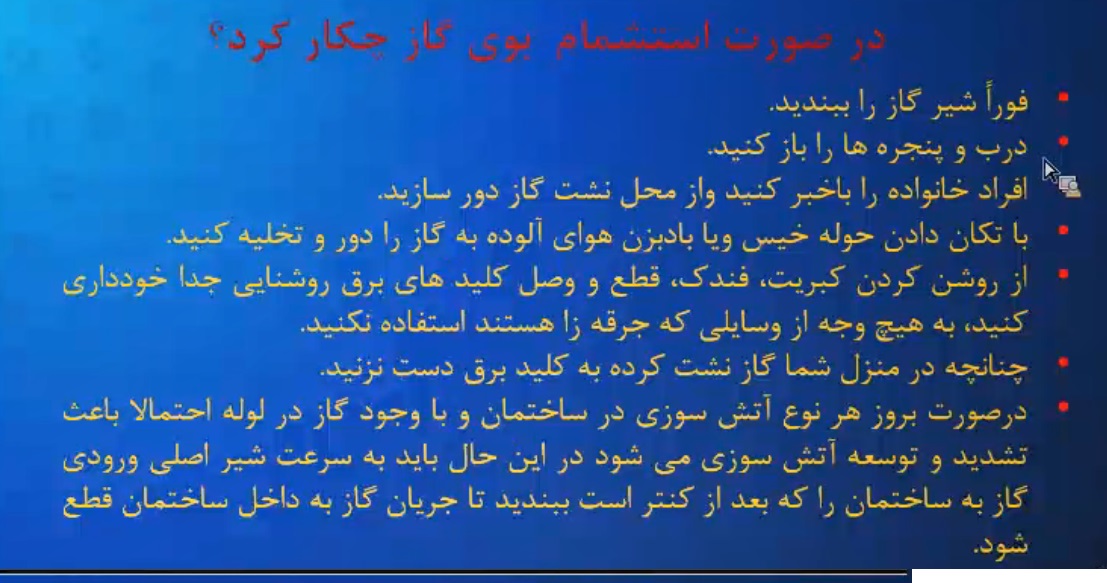 در صورت استشمام بوی گاز چکار کرد؟
• فوراً شیر گاز را ببندید.
• درب و پنجره ها را باز کنید.
افراد خانواده را باخبر کنید واز محل نشت گاز دور سازید.
• با تکان دادن حوله خیس ویا بادبزن هوای آلوده به گاز را دور و تخلیه کنید.
• از روشن کردن کبریت، فندک، قطع و وصل کلید های برق روشنایی جدا خودداری
کنید، به هیچ وجه از وسایلی که جرقه زا هستند استفاده نکنید.
• چنانچه در منزل شما گاز نشت کرده به کلید برق دست نزنید.
• درصورت بروز هر نوع آتش سوزی در ساختمان و با وجود گاز در لوله احتمالا باعث
تشدید و توسعه آتش سوزی می شود در این حال باید به سرعت شیر اصلی ورودی
گاز به ساختمان را که بعد از کنتر است ببندید تا جریان گاز به داخل ساختمان قطع
شود.